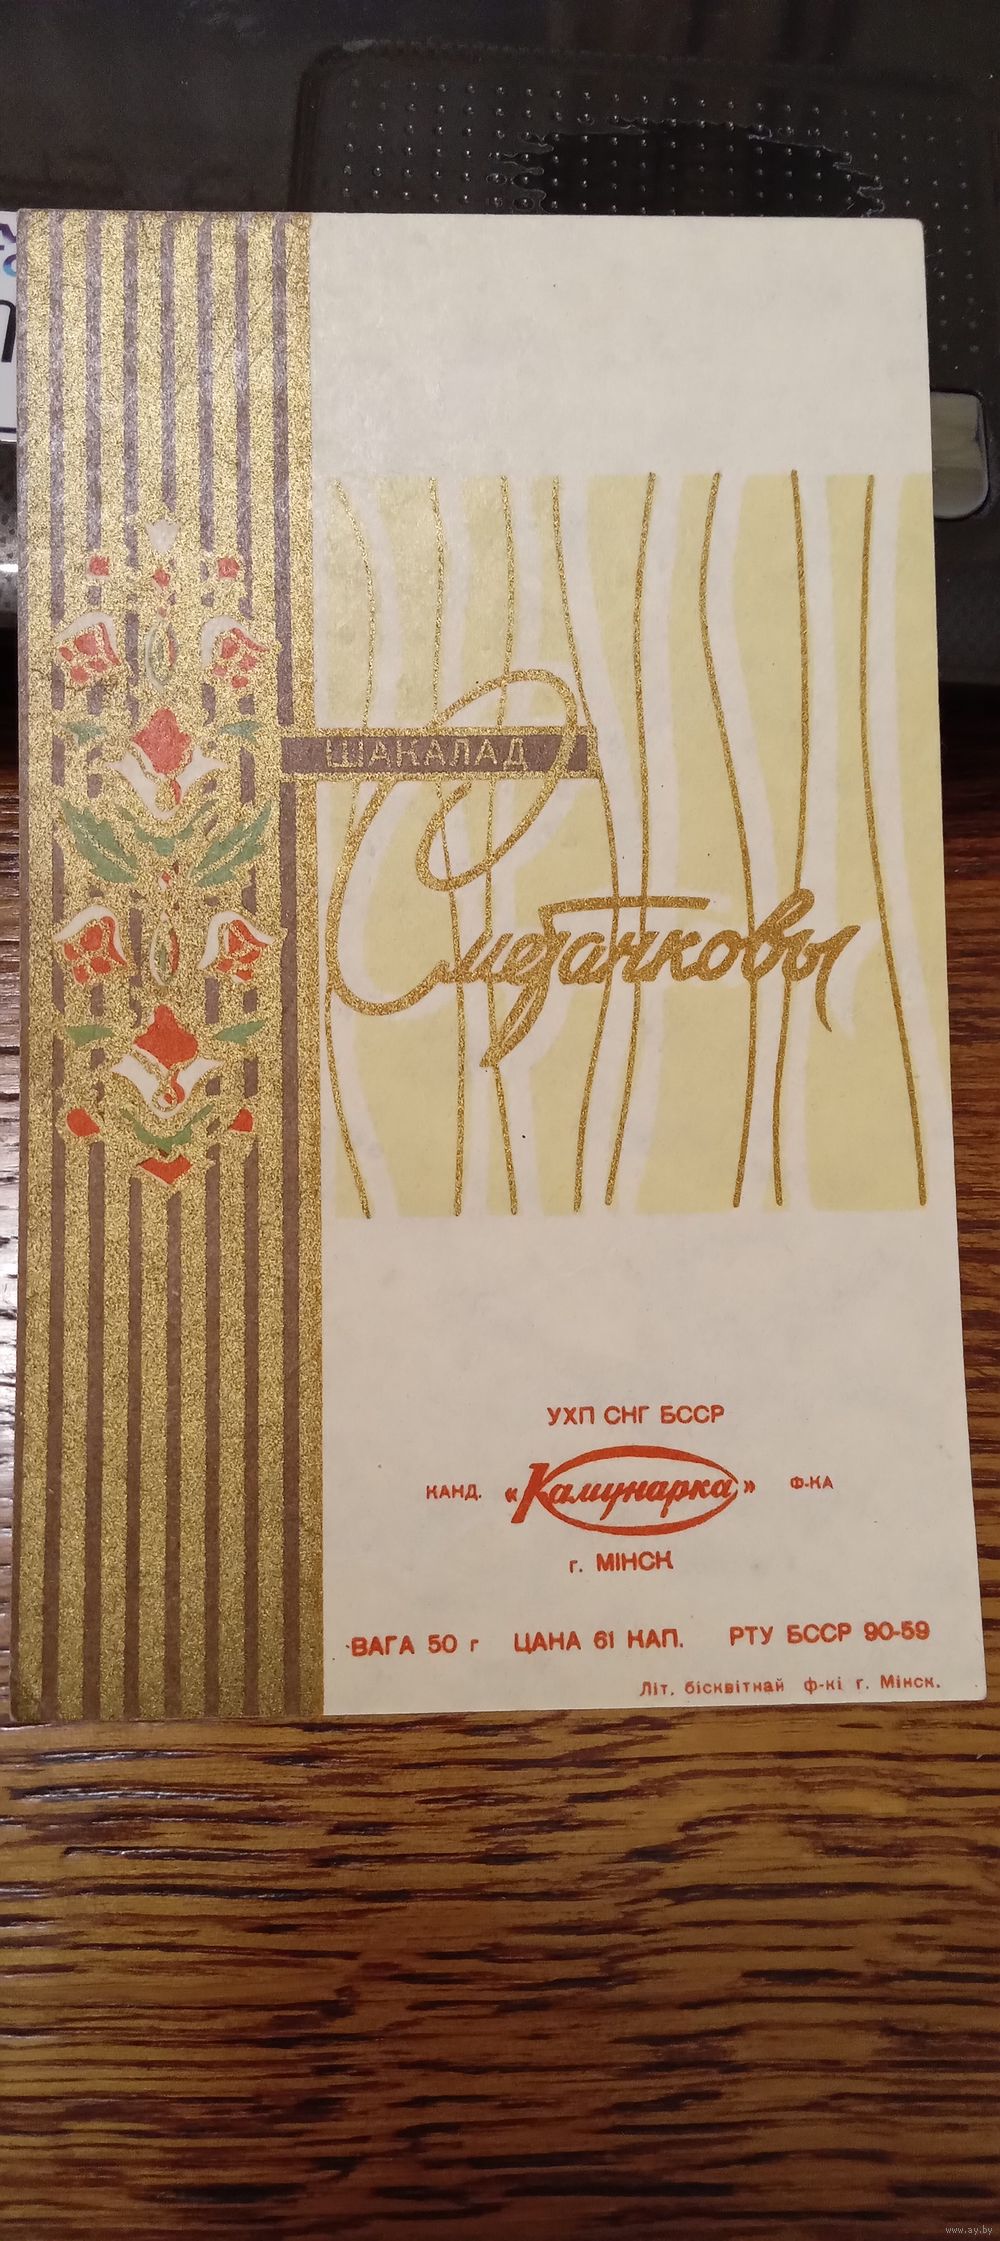 ШАКАЛАД
Сметанковы
УХП СНГ БССР
КАНД. «Камунарка» Ф-КА
г. МІНСК
ВАГА 50 г ЦАНА 61 КАП. РТУ БССР 90-59
Літ. бісквітнай ф-кі г. Мінск.
www.ay.by